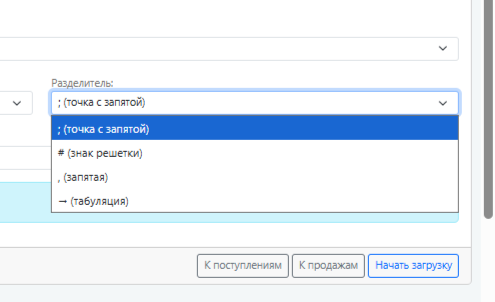 Разделитель:
; (точка с запятой)
; (точка с запятой)
# (знак решетки)
, (запятая)
→ (табуляция)
К поступлениям К продажам Начать загрузку